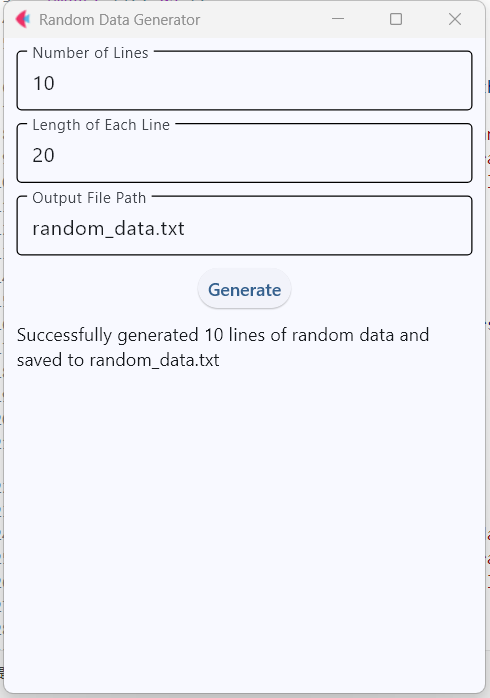 Random Data Generator
Number of Lines
10
Length of Each Line
20
Output File Path
random_data.txt
Generate
Successfully generated 10 lines of random data and
saved to random_data.txt